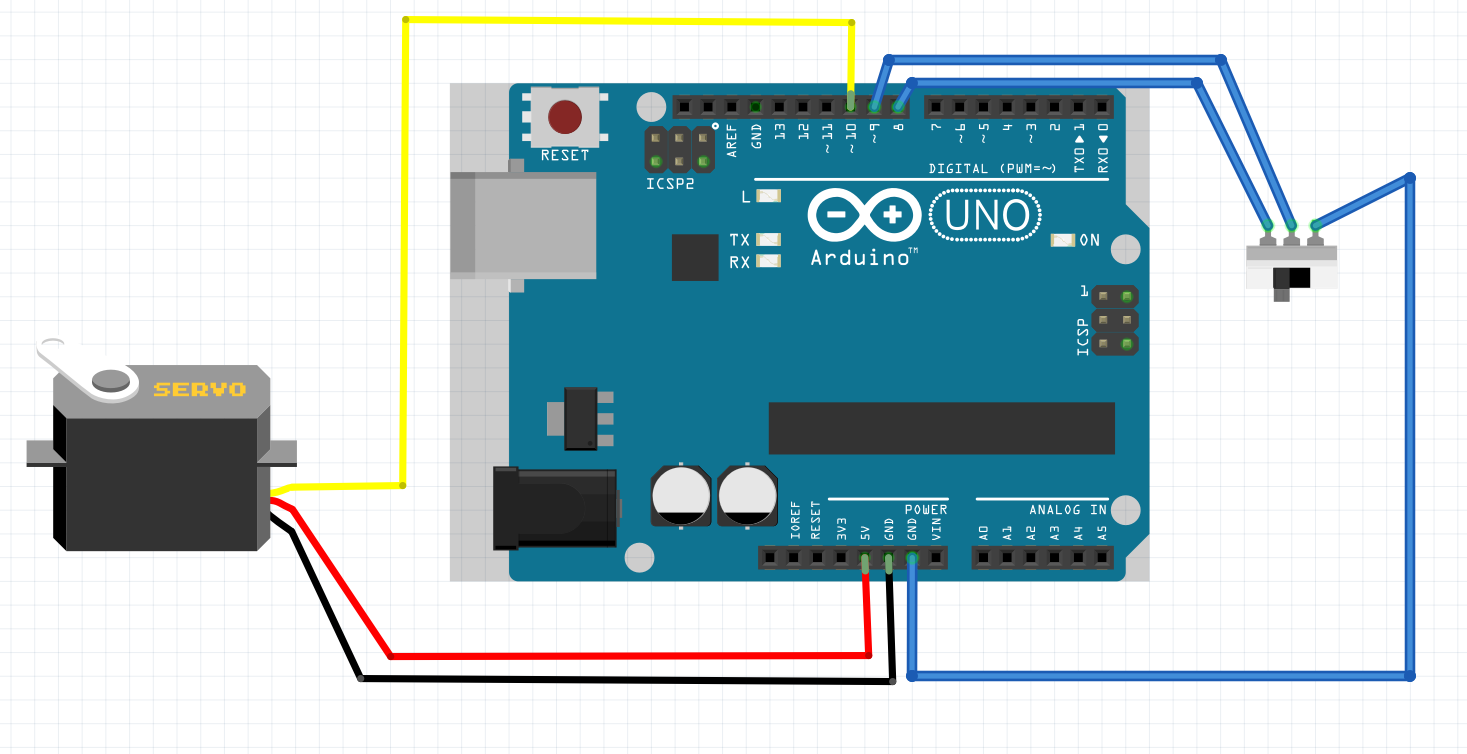 RESET
ICSP2
AREF
GND
13
12
~11
~10
~9
8
7
~6
~5
4
~3
2
TX0▶1
RX0◀0
DIGITAL (PWM=~)
L
TX
RX
UNO
Arduino™
ON
1
ICSP
SERVO
POWER
ANALOG IN
IOREF
RESET
3V3
5V
GND
GND
VIN
A0
A1
A2
A3
A4
A5